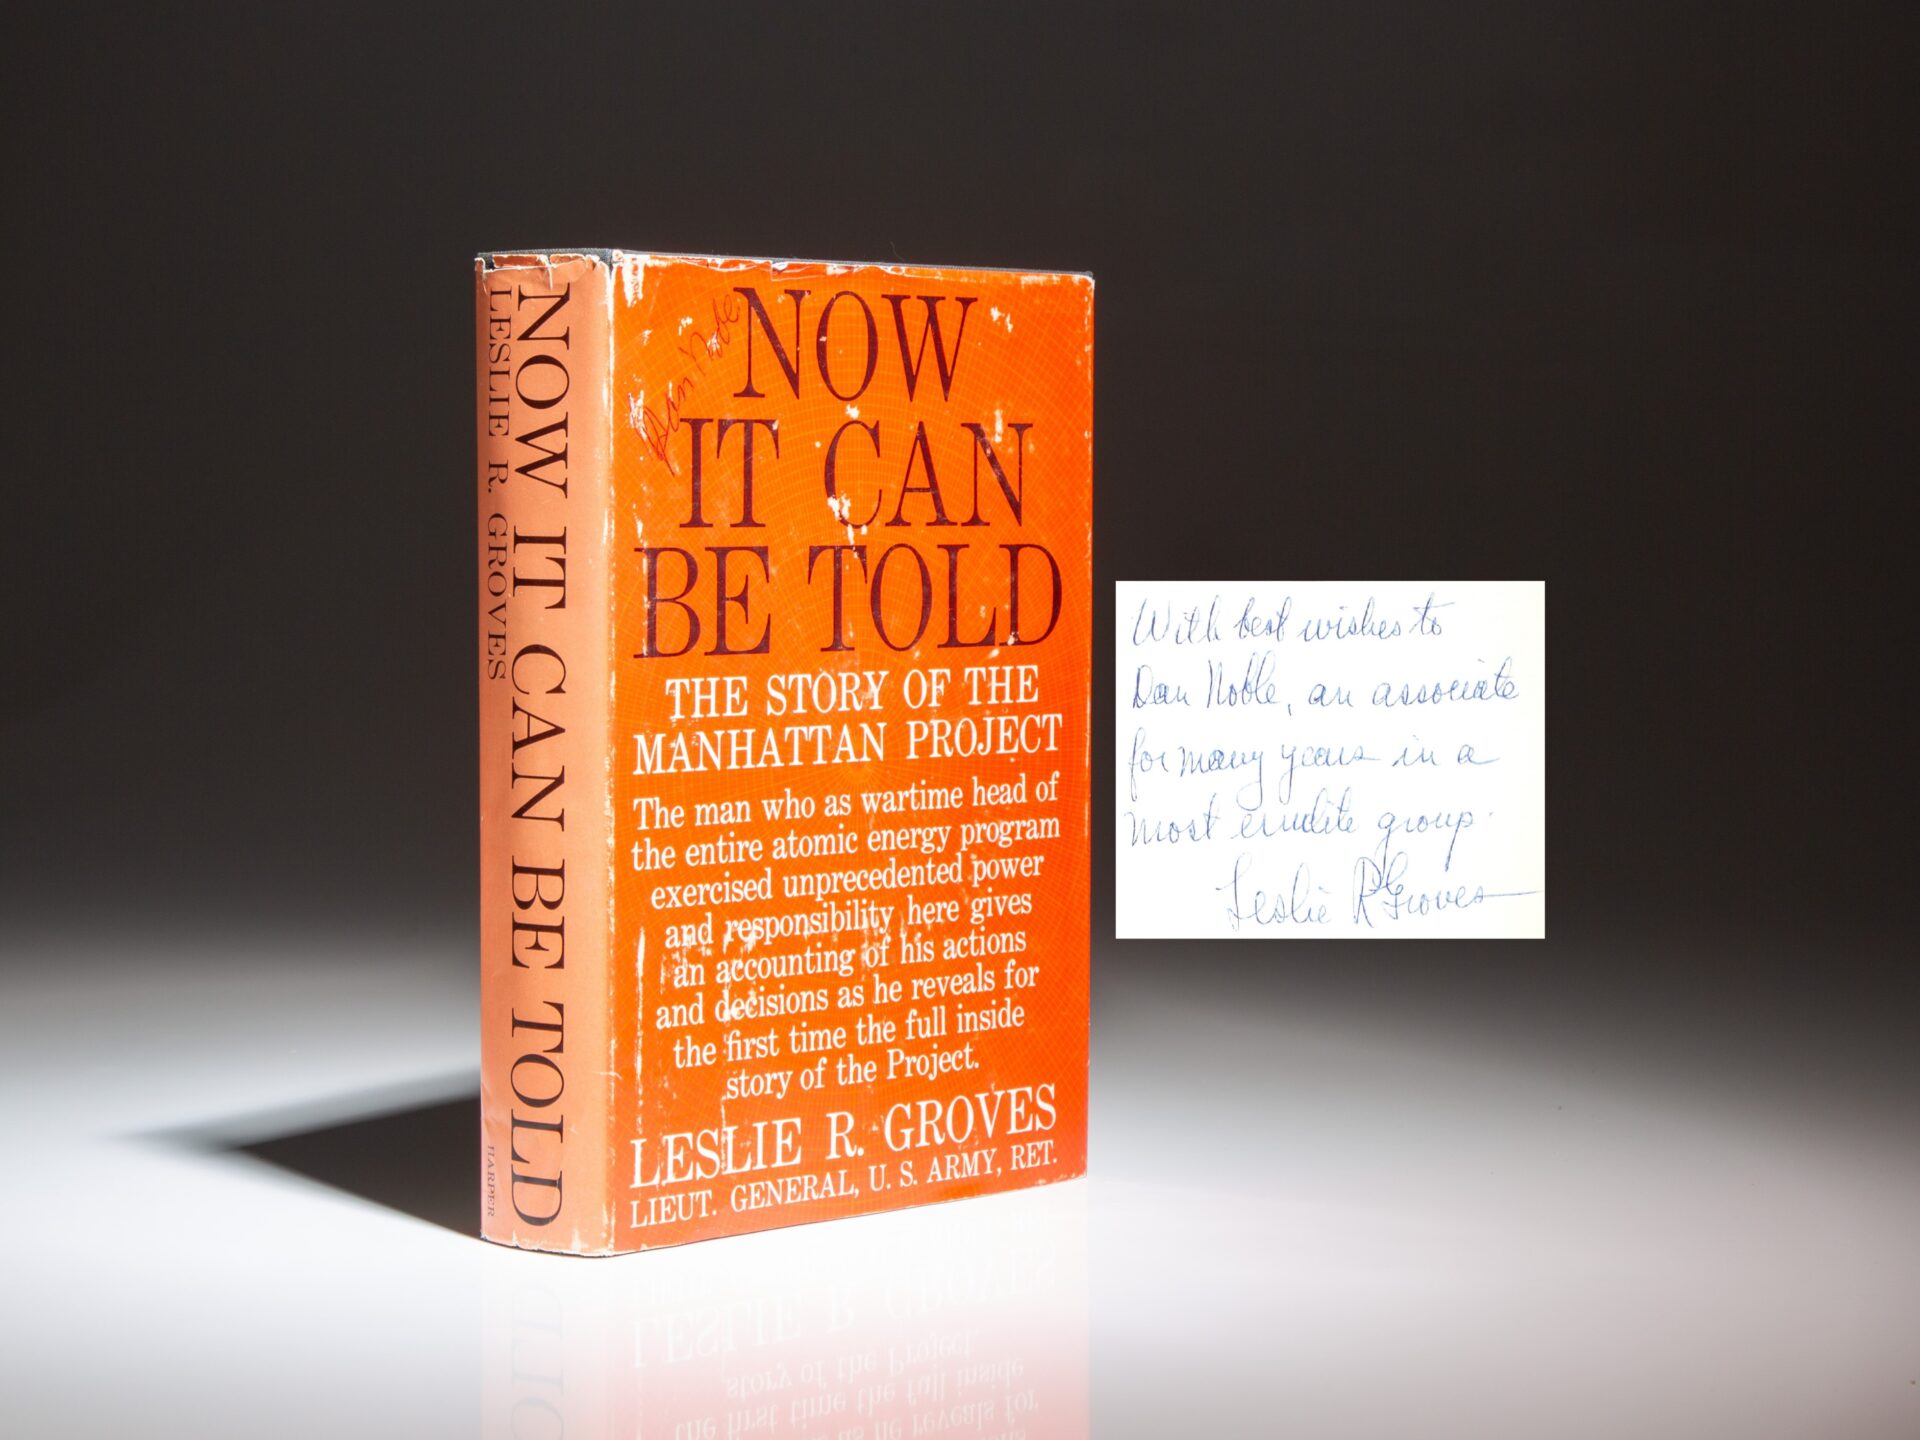 NOW IT CAN BE TOLD
LESLIE R. GROVES
HARPER
Dan Noble
NOW
IT CAN
BE TOLD
THE STORY OF THE
MANHATTAN PROJECT
The man who as wartime head of
the entire atomic energy program
exercised unprecedented power
and responsibility here gives
an accounting of his actions
and decisions as he reveals for
the first time the full inside
story of the Project.
LESLIE R. GROVES
LIEUT. GENERAL, U. S. ARMY, RET.
With best wishes to
Dan Noble, an associate
for many years in a
most erudite group.
Leslie R Groves